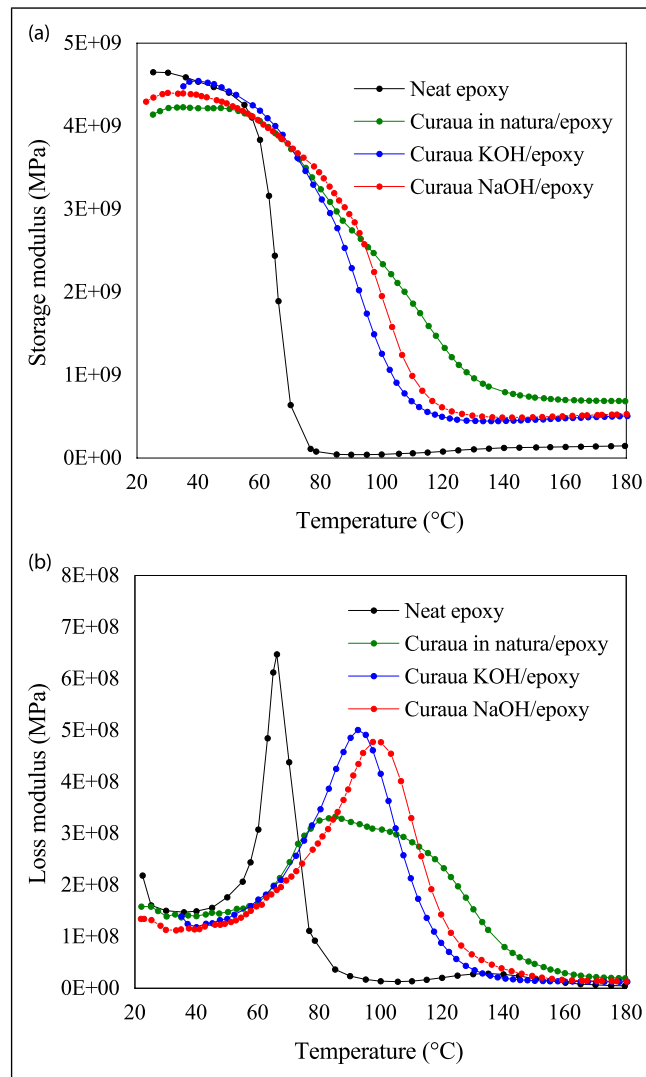 (a)
5E+09
4E+09
3E+09
2E+09
1E+09
0E+00
Storage modulus (MPa)
Neat epoxy
Curaua in natura/epoxy
Curaua KOH/epoxy
Curaua NaOH/epoxy
20 40 60 80 100 120 140 160 180
Temperature (°C)
(b)
8E+08
7E+08
6E+08
5E+08
4E+08
3E+08
2E+08
1E+08
0E+00
Loss modulus (MPa)
Neat epoxy
Curaua in natura/epoxy
Curaua KOH/epoxy
Curaua NaOH/epoxy
20 40 60 80 100 120 140 160 180
Temperature (°C)